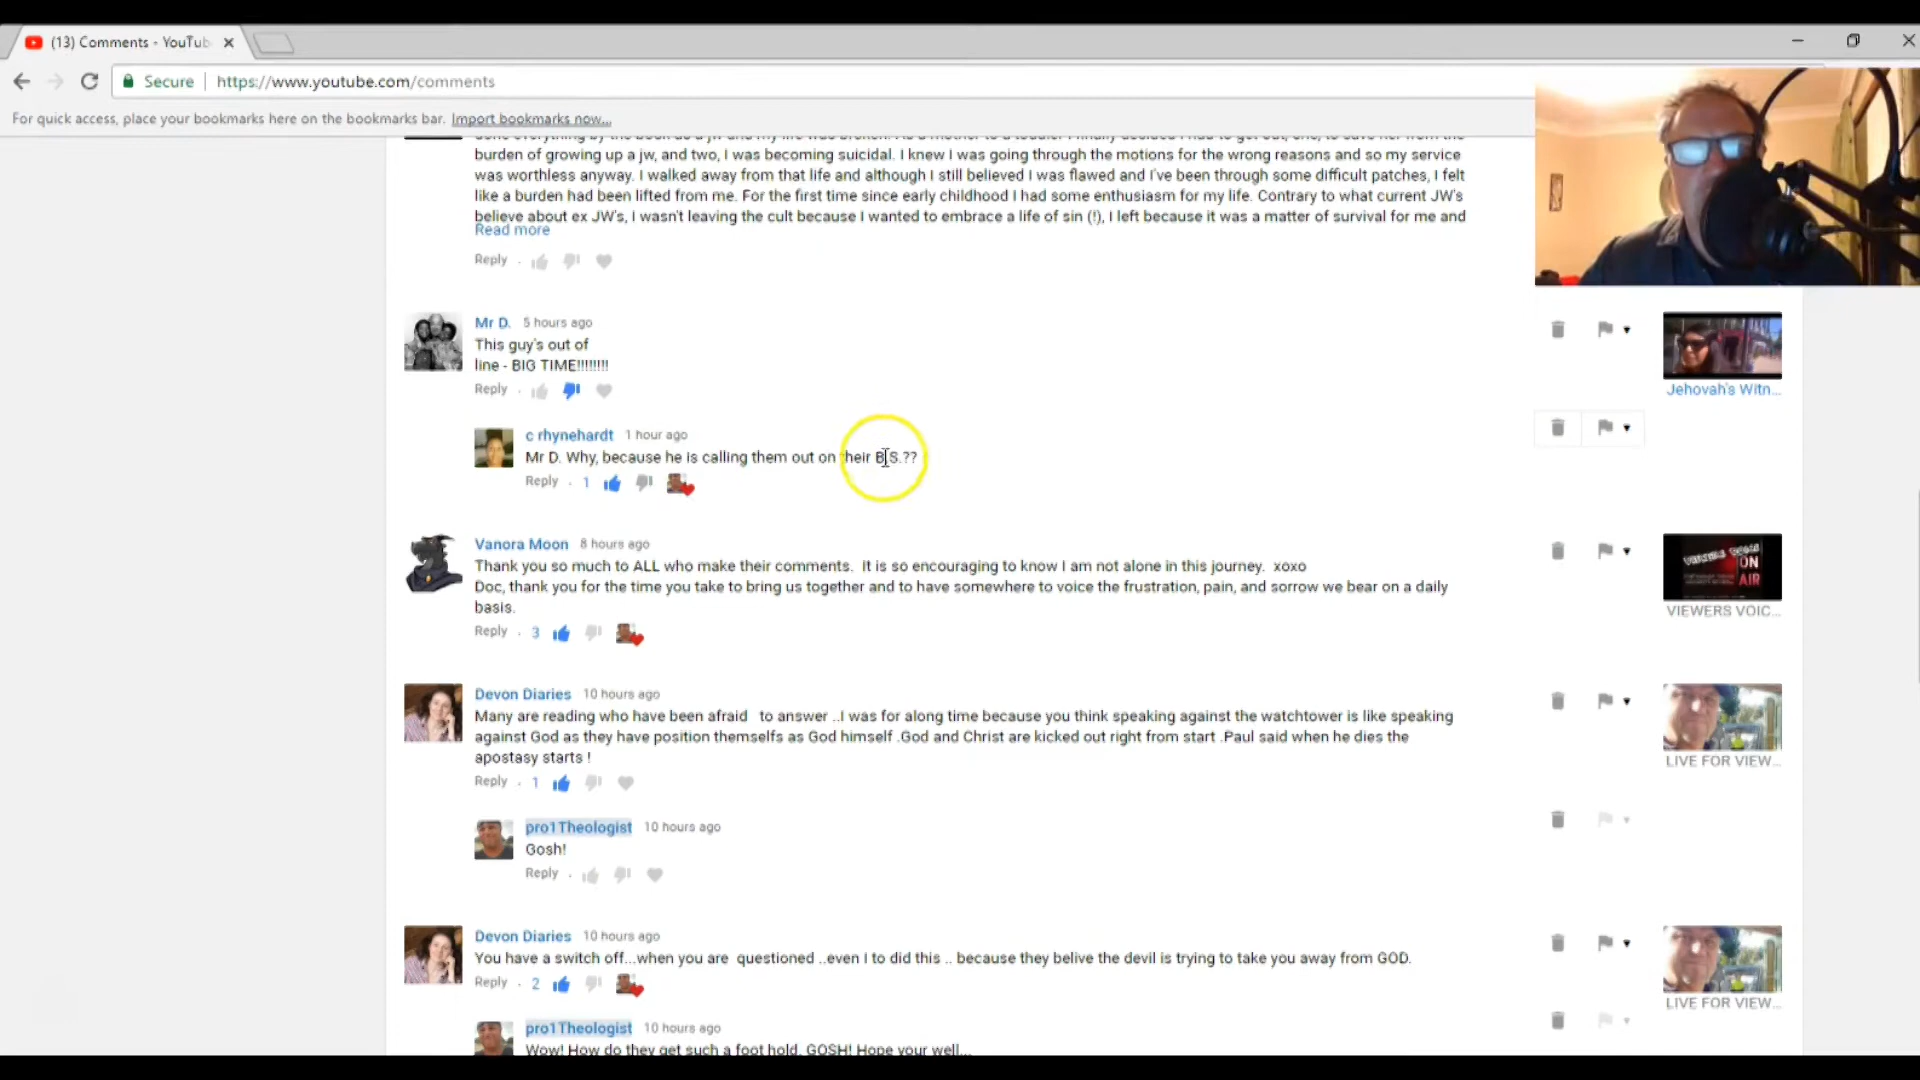 (13) Comments - YouTub
Secure https://www.youtube.com/comments
For quick access, place your bookmarks here on the bookmarks bar. Import bookmarks now...
burden of growing up a jw, and two, I was becoming suicidal. I knew I was going through the motions for the wrong reasons and so my service
was worthless anyway. I walked away from that life and although I still believed I was flawed and I've been through some difficult patches, I felt
like a burden had been lifted from me. For the first time since early childhood I had some enthusiasm for my life. Contrary to what current JW's
believe about ex JW's, I wasn't leaving the cult because I wanted to embrace a life of sin (!), I left because it was a matter of survival for me and
Read more
Reply .
Mr D. 5 hours ago
This guy's out of
line - BIG TIME!!!!!!!!
Reply .
Jehovah's Witn...
c rhynehardt 1 hour ago
Mr D. Why, because he is calling them out on their B.S.??
Reply . 1
Vanora Moon 8 hours ago
Thank you so much to ALL who make their comments. It is so encouraging to know I am not alone in this journey. xoxo
Doc, thank you for the time you take to bring us together and to have somewhere to voice the frustration, pain, and sorrow we bear on a daily
basis.
Reply . 3
ON
AIR
VIEWERS VOIC...
Devon Diaries 10 hours ago
Many are reading who have been afraid to answer ..I was for along time because you think speaking against the watchtower is like speaking
against God as they have position themselfs as God himself .God and Christ are kicked out right from start .Paul said when he dies the
apostasy starts !
Reply . 1
LIVE FOR VIEW...
pro1Theologist 10 hours ago
Gosh!
Reply .
Devon Diaries 10 hours ago
You have a switch off...when you are questioned ..even I to did this .. because they belive the devil is trying to take you away from GOD.
Reply . 2
LIVE FOR VIEW...
pro1Theologist 10 hours ago
Wow! How do they get such a foot hold. GOSH! Hope your well...